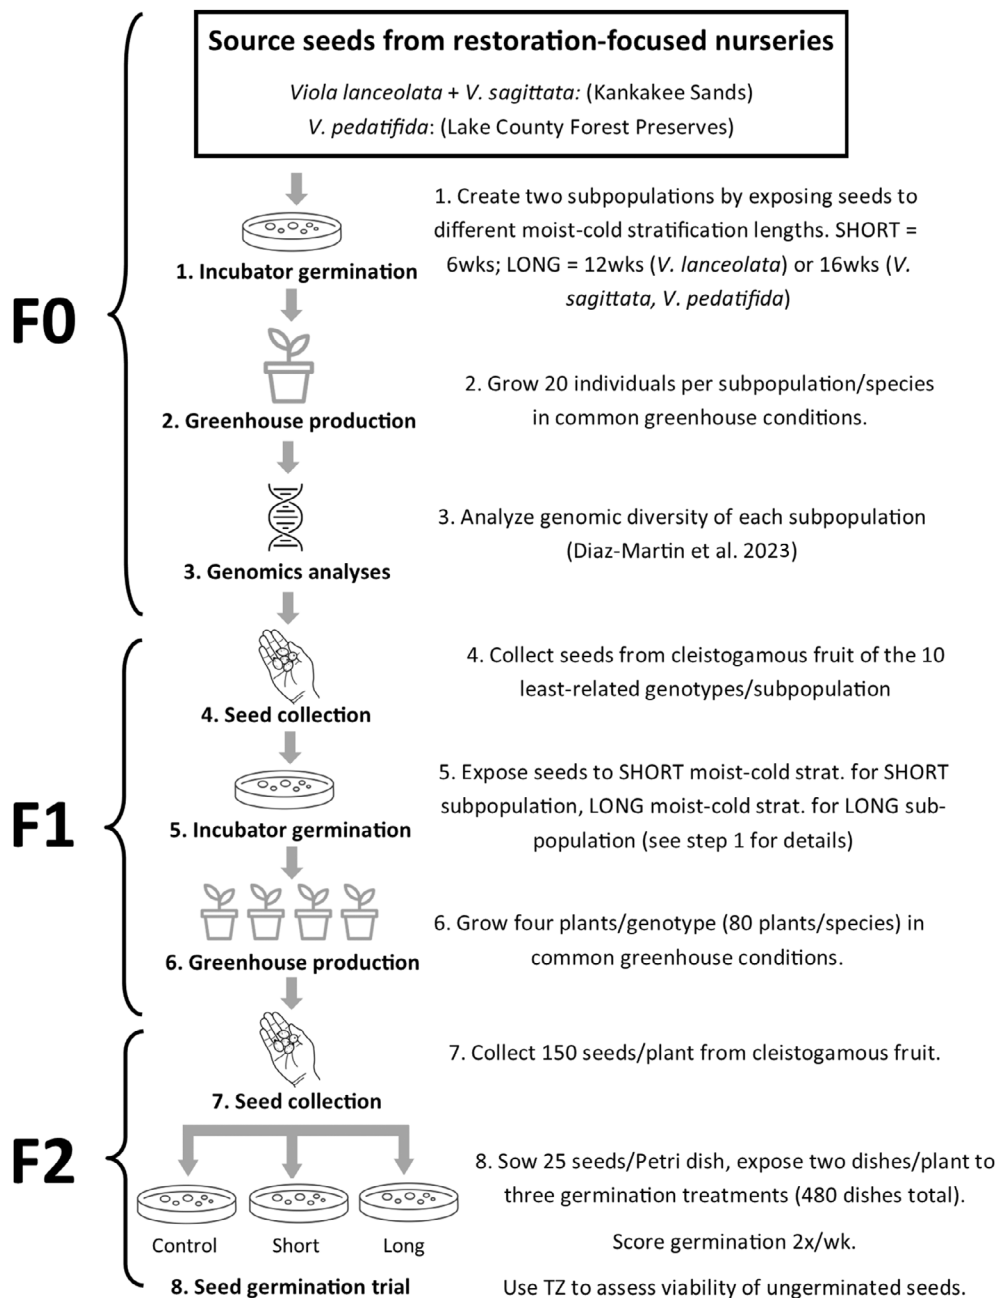 Source seeds from restoration-focused nurseries
Viola lanceolata + V. sagittata: (Kankakee Sands)
V. pedatifida: (Lake County Forest Preserves)
F0
1. Incubator germination
1. Create two subpopulations by exposing seeds to
different moist-cold stratification lengths. SHORT =
6wks; LONG = 12wks (V. lanceolata) or 16wks (V.
sagittata, V. pedatifida)
2. Greenhouse production
2. Grow 20 individuals per subpopulation/species
in common greenhouse conditions.
3. Genomics analyses
3. Analyze genomic diversity of each subpopulation
(Diaz-Martin et al. 2023)
F1
4. Seed collection
4. Collect seeds from cleistogamous fruit of the 10
least-related genotypes/subpopulation
5. Incubator germination
5. Expose seeds to SHORT moist-cold strat. for SHORT
subpopulation, LONG moist-cold strat. for LONG sub-
population (see step 1 for details)
6. Greenhouse production
6. Grow four plants/genotype (80 plants/species) in
common greenhouse conditions.
F2
7. Seed collection
7. Collect 150 seeds/plant from cleistogamous fruit.
Control
Short
Long
8. Seed germination trial
8. Sow 25 seeds/Petri dish, expose two dishes/plant to
three germination treatments (480 dishes total).
Score germination 2x/wk.
Use TZ to assess viability of ungerminated seeds.